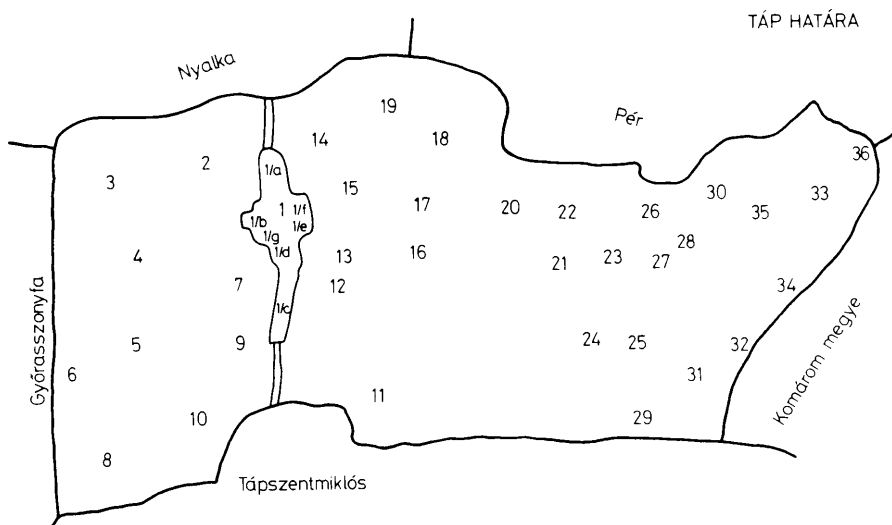 TÁP HATÁRA
Nyalka
Pér
19
14
18
36
2
1/a
3
15
30
33
1
1/f
17
20
22
26
35
1/b
1/e
1/g
28
4
1/d
13
16
21
23
27
7
12
34
1/c
5
9
24
25
32
Győrasszonyfa
Komárom megye
6
31
11
10
29
8
Tápszentmiklós